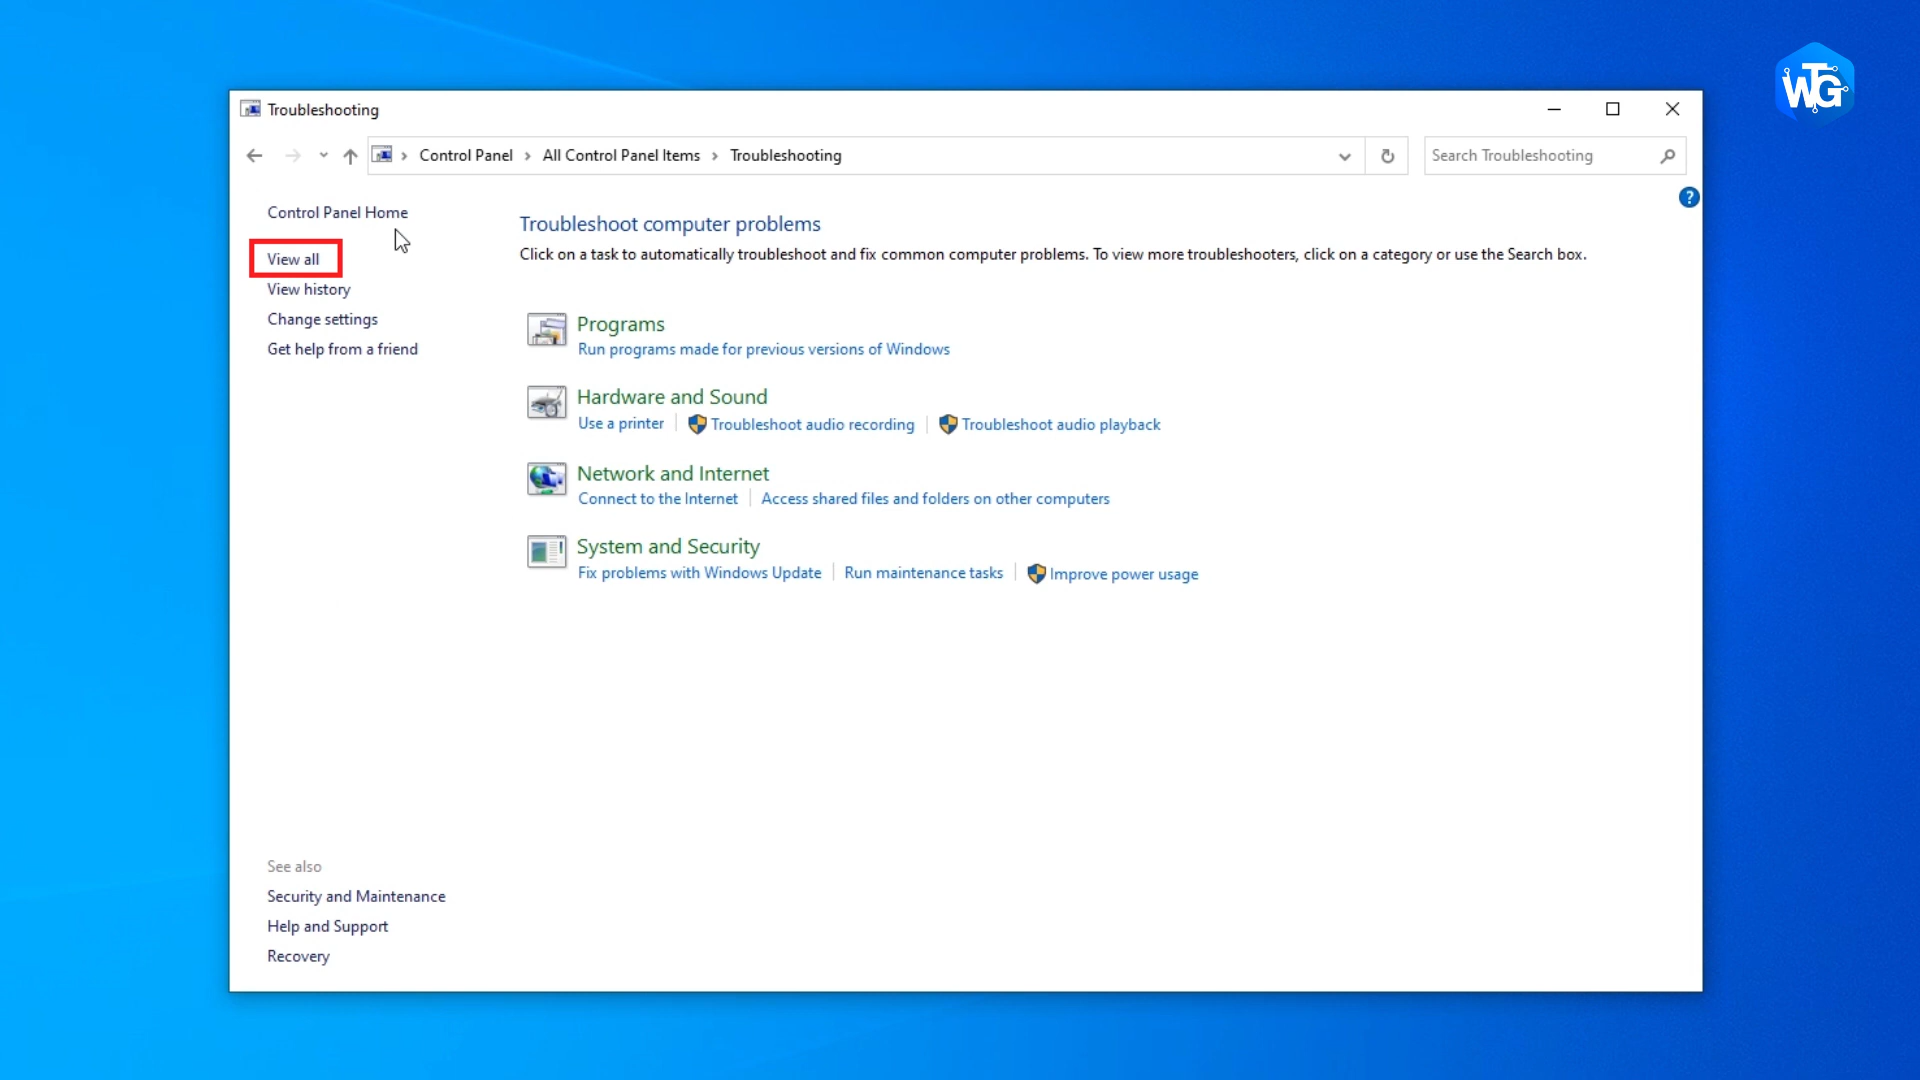 Troubleshooting
Control Panel › All Control Panel Items › Troubleshooting
Search Troubleshooting
WTG
?
Control Panel Home
View all
View history
Change settings
Get help from a friend
Troubleshoot computer problems
Click on a task to automatically troubleshoot and fix common computer problems. To view more troubleshooters, click on a category or use the Search box.
Programs
Run programs made for previous versions of Windows
Hardware and Sound
Use a printer | Troubleshoot audio recording | Troubleshoot audio playback
Network and Internet
Connect to the Internet | Access shared files and folders on other computers
System and Security
Fix problems with Windows Update | Run maintenance tasks | Improve power usage
See also
Security and Maintenance
Help and Support
Recovery